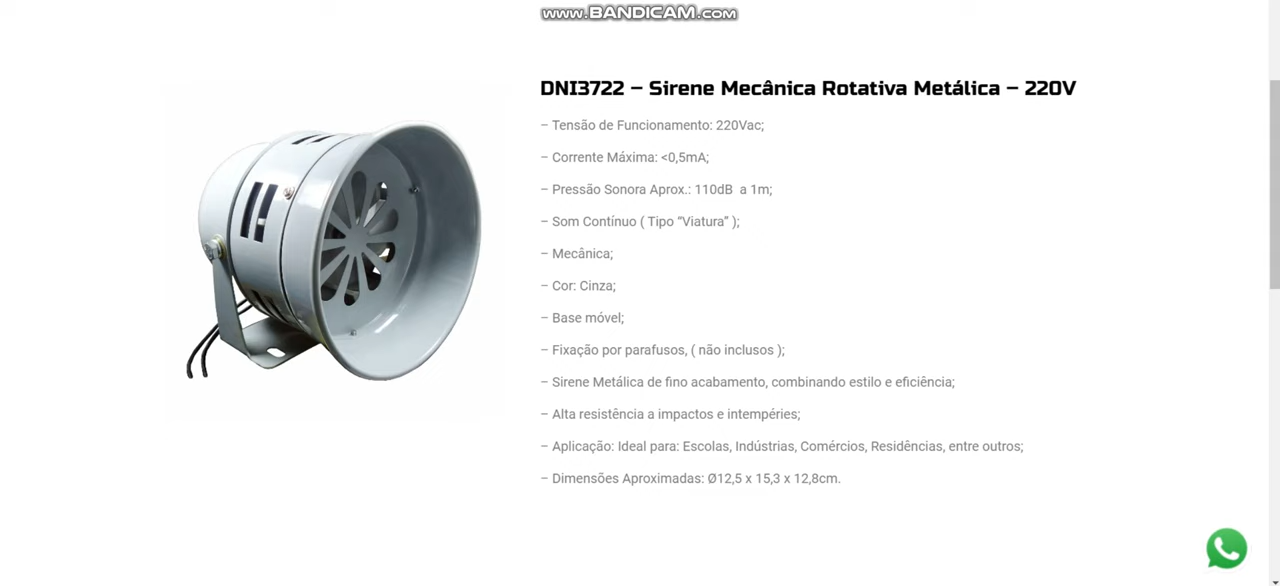 www.BANDICAM.com
DNI3722 – Sirene Mecânica Rotativa Metálica – 220V
– Tensão de Funcionamento: 220Vac;
– Corrente Máxima: <0,5mA;
– Pressão Sonora Aprox.: 110dB a 1m;
– Som Contínuo ( Tipo “Viatura” );
– Mecânica;
– Cor: Cinza;
– Base móvel;
– Fixação por parafusos, ( não inclusos );
– Sirene Metálica de fino acabamento, combinando estilo e eficiência;
– Alta resistência a impactos e intempéries;
– Aplicação: Ideal para: Escolas, Indústrias, Comércios, Residências, entre outros;
– Dimensões Aproximadas: Ø12,5 x 15,3 x 12,8cm.